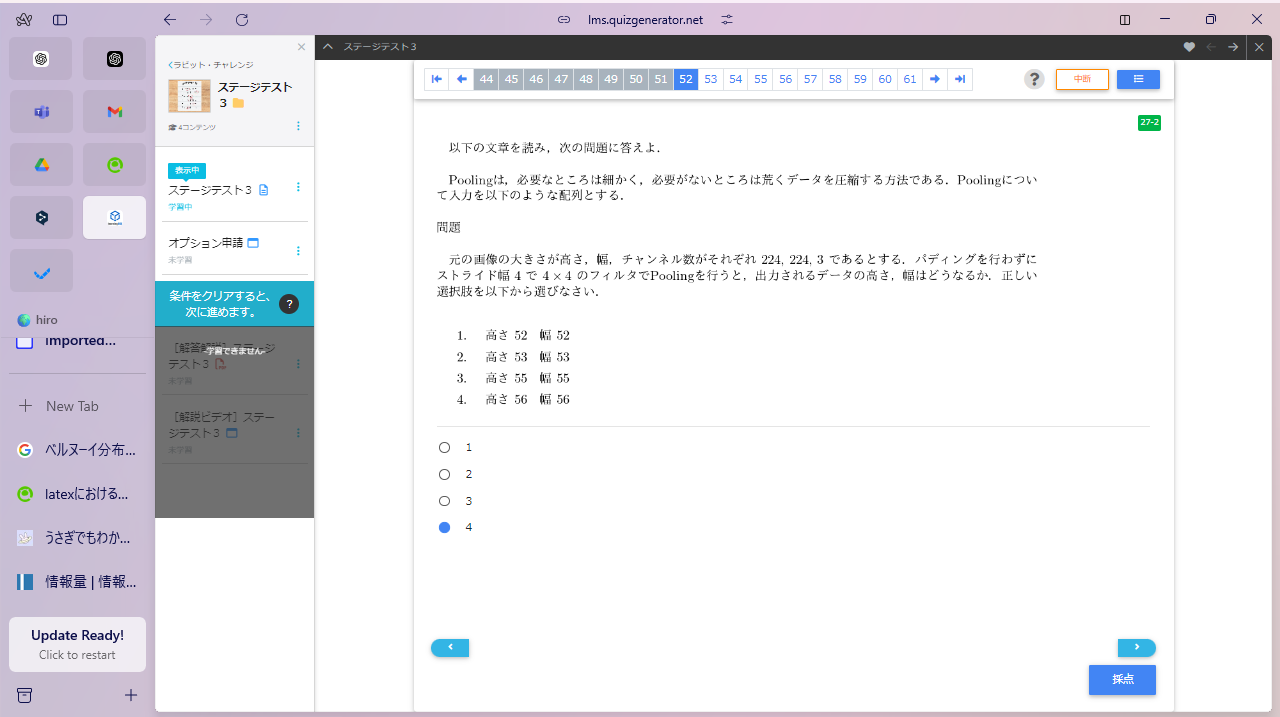 lms.quizgenerator.net
hiro
imported...
New Tab
ベルヌーイ分布...
latexにおける...
うさぎでもわか...
情報量 | 情報...
Update Ready!
Click to restart
ラビット・チャレンジ
ステージテスト
3
4コンテンツ
表示中
ステージテスト3
学習中
オプション申請
未学習
条件をクリアすると、
次に進めます。
?
［解答解説］ステージ
テスト3
-学習できません-
未学習
［解説ビデオ］ステー
ジテスト3
未学習
ステージテスト3
44 45 46 47 48 49 50 51 52 53 54 55 56 57 58 59 60 61
?
中断
27-2
以下の文章を読み，次の問題に答えよ．
Poolingは，必要なところは細かく，必要がないところは荒くデータを圧縮する方法である．Poolingについ
て入力を以下のような配列とする．
問題
元の画像の大きさが高さ，幅，チャンネル数がそれぞれ 224, 224, 3 であるとする．パディングを行わずに
ストライド幅 4 で 4 × 4 のフィルタでPoolingを行うと，出力されるデータの高さ，幅はどうなるか．正しい
選択肢を以下から選びなさい．
1. 高さ 52 幅 52
2. 高さ 53 幅 53
3. 高さ 55 幅 55
4. 高さ 56 幅 56
1
2
3
4
採点